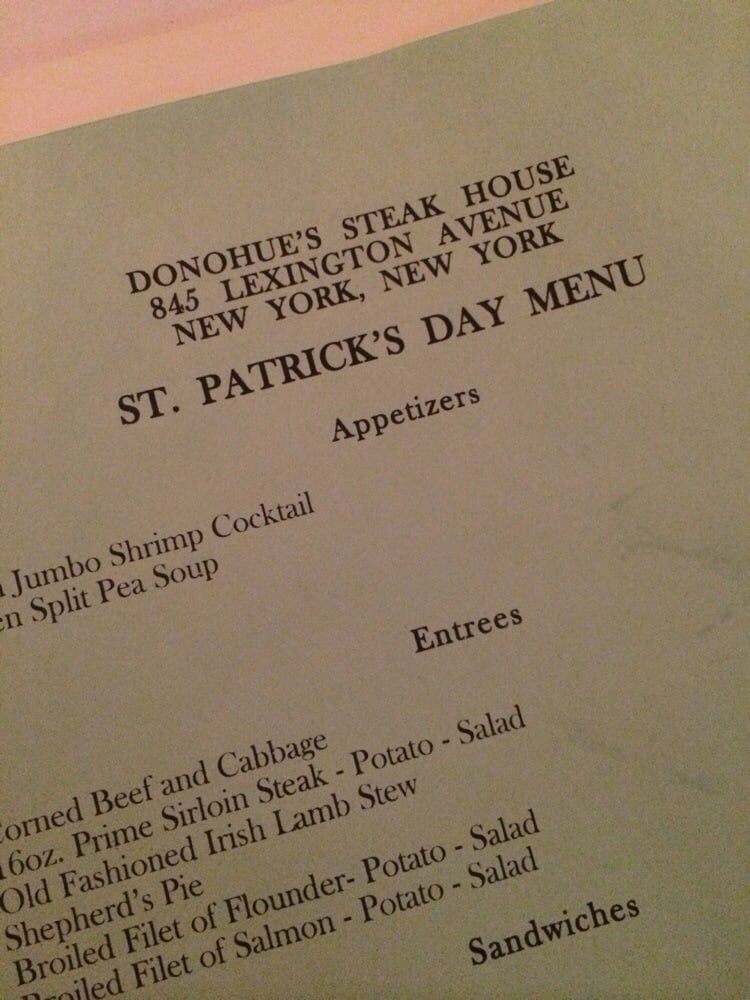 DONOHUE'S STEAK HOUSE
845 LEXINGTON AVENUE
NEW YORK, NEW YORK
ST. PATRICK'S DAY MENU
Appetizers
Jumbo Shrimp Cocktail
Split Pea Soup
Entrees
Corned Beef and Cabbage
16oz. Prime Sirloin Steak - Potato - Salad
Old Fashioned Irish Lamb Stew
Shepherd's Pie
Broiled Filet of Flounder- Potato - Salad
Broiled Filet of Salmon - Potato - Salad
Sandwiches